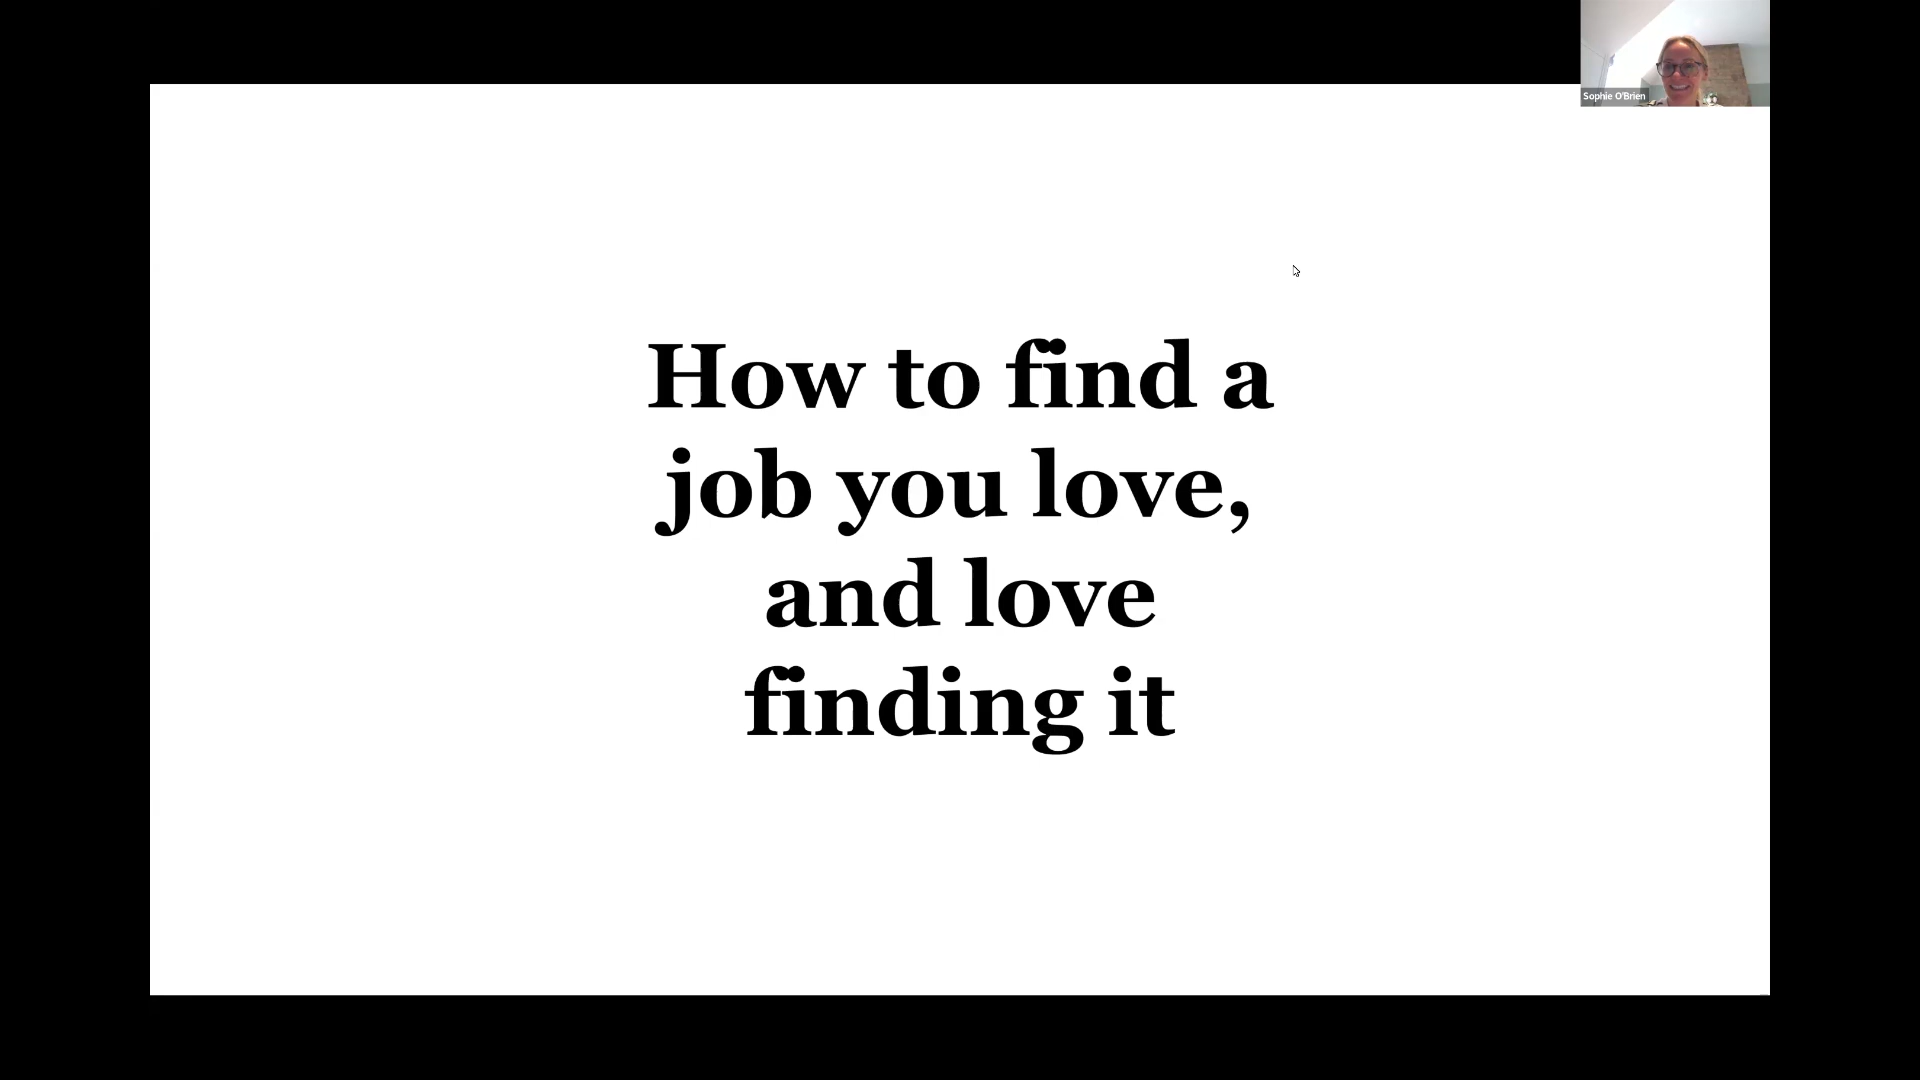 Sophie O'Brien
How to find a
job you love,
and love
finding it